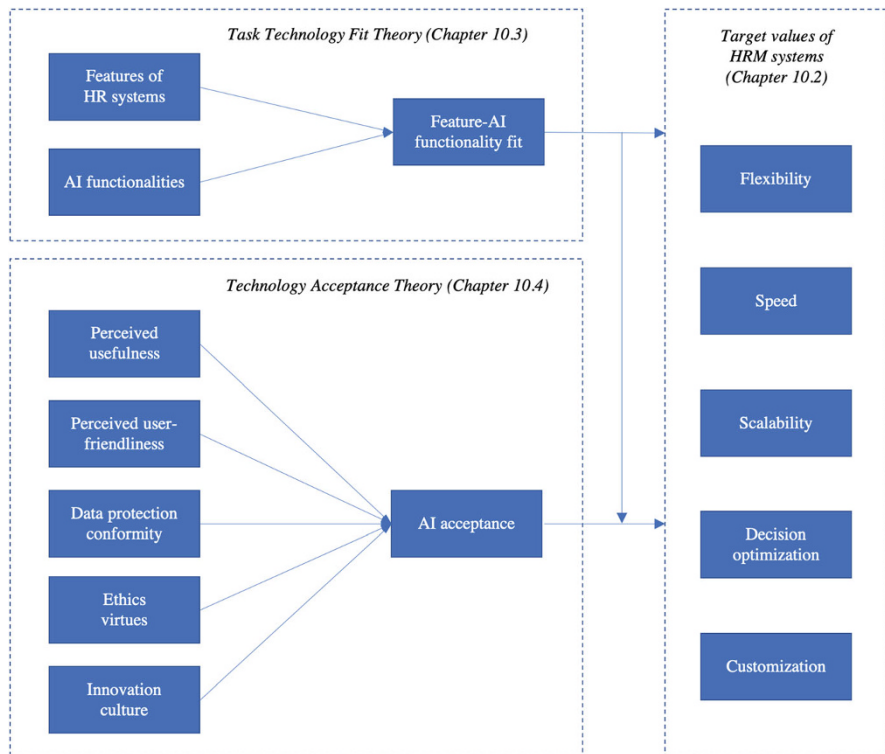 Task Technology Fit Theory (Chapter 10.3)
Features of
HR systems
AI functionalities
Feature-AI
functionality fit
Technology Acceptance Theory (Chapter 10.4)
Perceived
usefulness
Perceived user-
friendliness
Data protection
conformity
Ethics
virtues
Innovation
culture
AI acceptance
Target values of
HRM systems
(Chapter 10.2)
Flexibility
Speed
Scalability
Decision
optimization
Customization